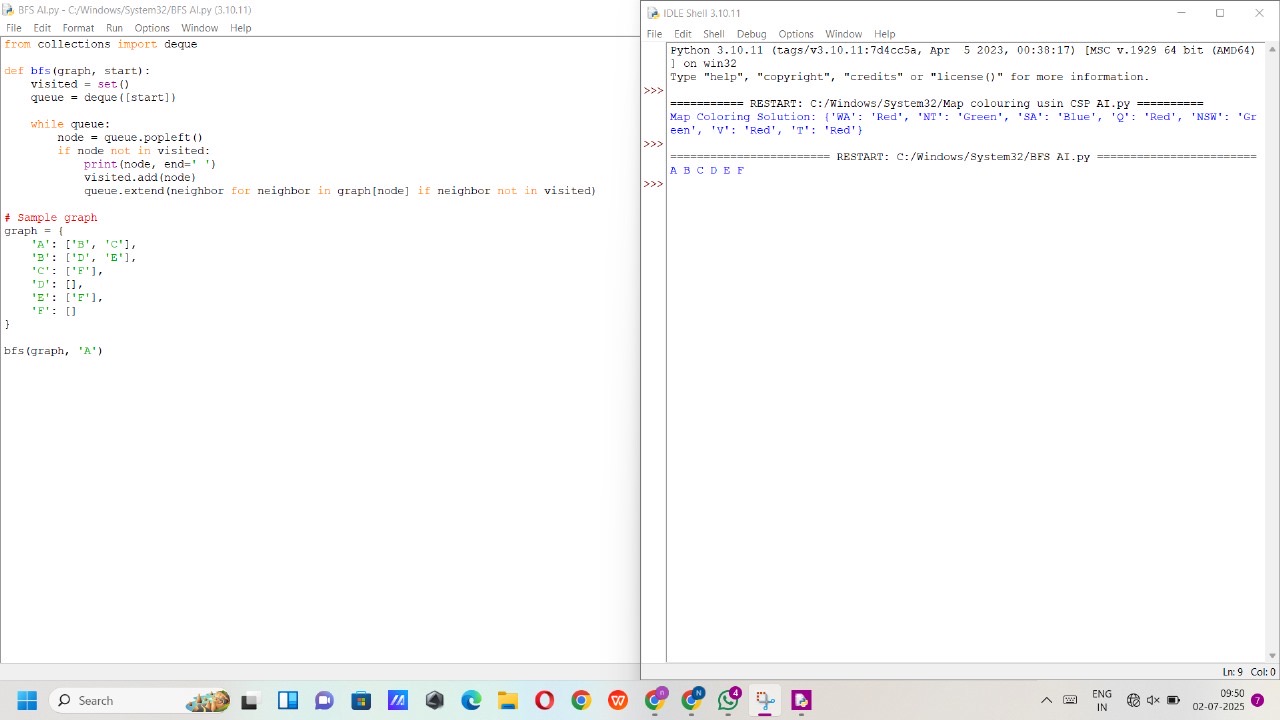 BFS AI.py - C:/Windows/System32/BFS AI.py (3.10.11)
File Edit Format Run Options Window Help
from collections import deque

def bfs(graph, start):
    visited = set()
    queue = deque([start])

    while queue:
        node = queue.popleft()
        if node not in visited:
            print(node, end=' ')
            visited.add(node)
            queue.extend(neighbor for neighbor in graph[node] if neighbor not in visited)

# Sample graph
graph = {
    'A': ['B', 'C'],
    'B': ['D', 'E'],
    'C': ['F'],
    'D': [],
    'E': ['F'],
    'F': []
}

bfs(graph, 'A')
IDLE Shell 3.10.11
File Edit Shell Debug Options Window Help
Python 3.10.11 (tags/v3.10.11:7d4cc5a, Apr  5 2023, 00:38:17) [MSC v.1929 64 bit (AMD64)
] on win32
Type "help", "copyright", "credits" or "license()" for more information.
>>>
=========== RESTART: C:/Windows/System32/Map colouring usin CSP AI.py ==========
Map Coloring Solution: {'WA': 'Red', 'NT': 'Green', 'SA': 'Blue', 'Q': 'Red', 'NSW': 'Gr
een', 'V': 'Red', 'T': 'Red'}
>>>
======================== RESTART: C:/Windows/System32/BFS AI.py ========================
A B C D E F
>>>
Ln: 9 Col: 0
Search
n
N
4
ENG
IN
09:50
02-07-2025
7